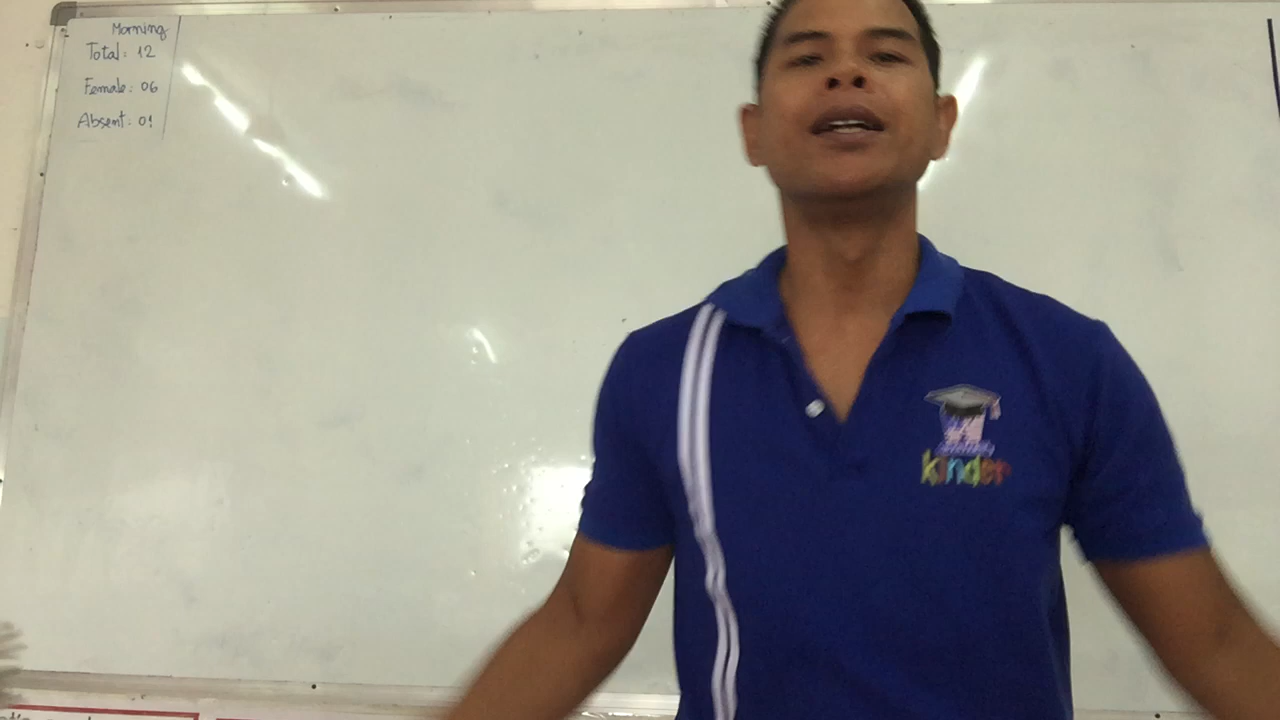 Morning
Total: 12
Female: 06
Absent: 01
kinder